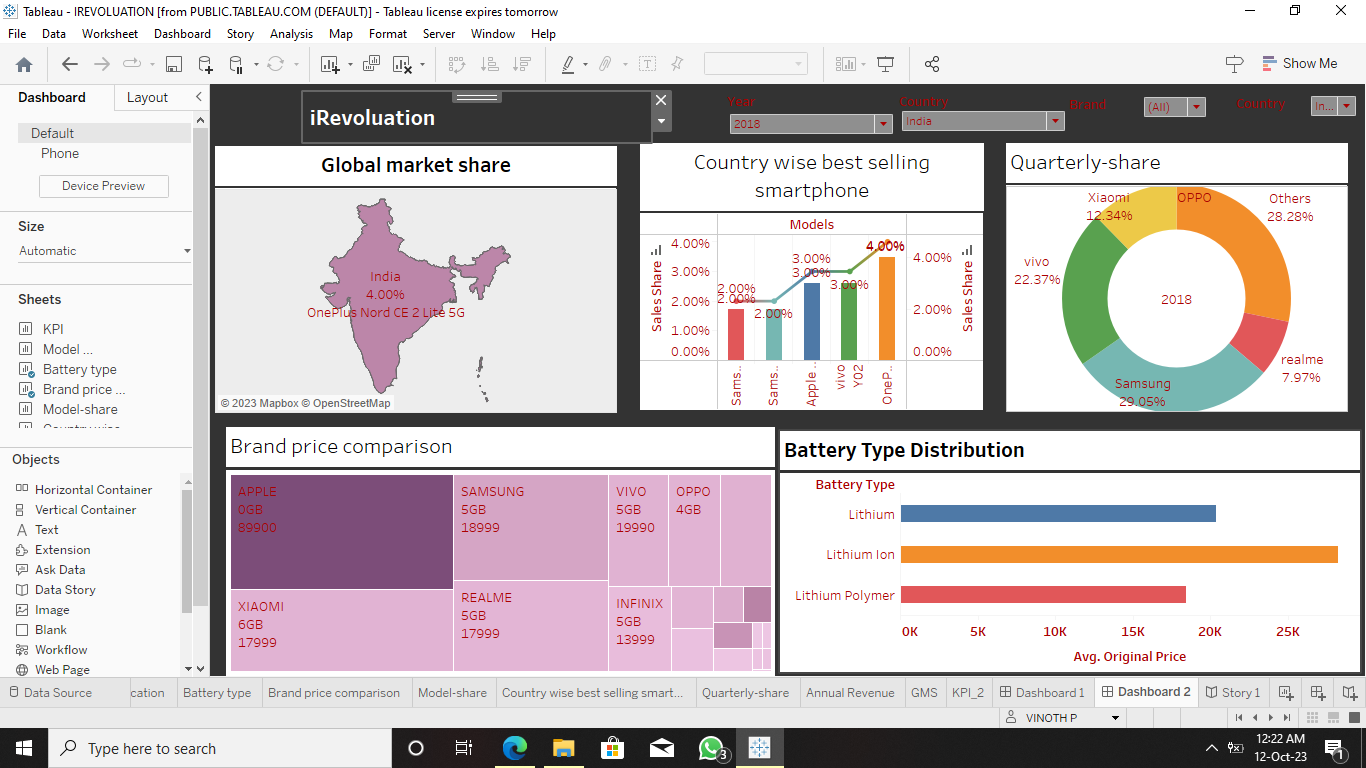 Tableau - IREVOLUATION [from PUBLIC.TABLEAU.COM (DEFAULT)] - Tableau license expires tomorrow
File Data Worksheet Dashboard Story Analysis Map Format Server Window Help
Show Me
Dashboard Layout
Default
Phone
Device Preview
Size
Automatic
Sheets
KPI
Model ...
Battery type
Brand price ...
Model-share
Objects
Horizontal Container
Vertical Container
Text
Extension
Ask Data
Data Story
Image
Blank
Workflow
Web Page
iRevoluation
Year
2018
Country
India
Brand
(All)
Country
In...
Global market share
India
4.00%
OnePlus Nord CE 2 Lite 5G
© 2023 Mapbox © OpenStreetMap
Country wise best selling
smartphone
Models
Sales Share
4.00%
3.00%
2.00%
1.00%
0.00%
2.00%
2.00%
2.00%
3.00%
3.00%
3.00%
4.00%
4.00%
2.00%
0.00%
Sales Share
Sams..
Sams..
Apple ..
vivo
Y02
OneP..
Quarterly-share
Xiaomi
12.34%
OPPO
Others
28.28%
vivo
22.37%
2018
realme
7.97%
Samsung
29.05%
Brand price comparison
APPLE
0GB
89900
SAMSUNG
5GB
18999
VIVO
5GB
19990
OPPO
4GB
XIAOMI
6GB
17999
REALME
5GB
17999
INFINIX
5GB
13999
Battery Type Distribution
Battery Type
Lithium
Lithium Ion
Lithium Polymer
0K 5K 10K 15K 20K 25K
Avg. Original Price
Data Source cation Battery type Brand price comparison Model-share Country wise best selling smart... Quarterly-share Annual Revenue GMS KPI_2 Dashboard 1 Dashboard 2 Story 1
VINOTH P
Type here to search
3
12:22 AM
12-Oct-23
1